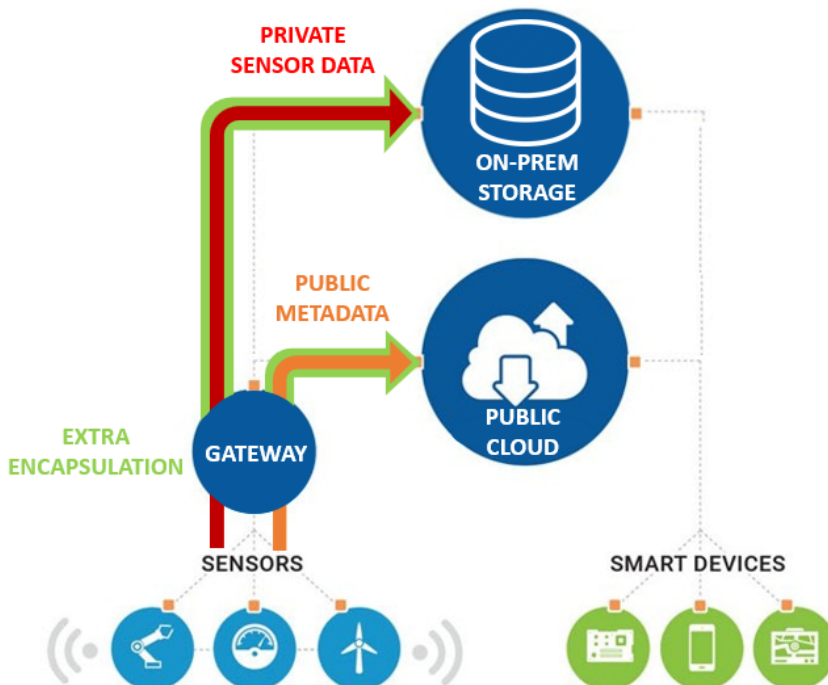 PRIVATE
SENSOR DATA
ON-PREM
STORAGE
PUBLIC
METADATA
PUBLIC
CLOUD
EXTRA
ENCAPSULATION
GATEWAY
SENSORS
SMART DEVICES